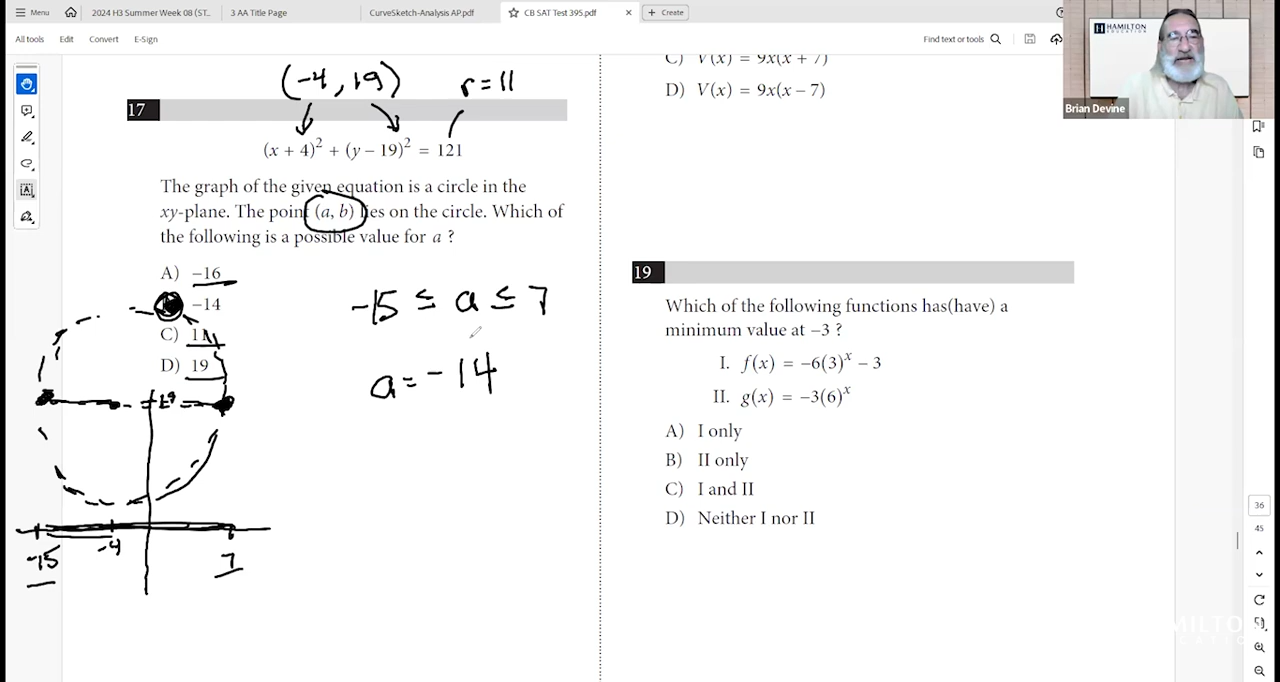 Menu
2024 H3 Summer Week 08 (ST...
3 AA Title Page
CurveSketch-Analysis AP.pdf
CB SAT Test 395.pdf
Create
All tools
Edit
Convert
E-Sign
Find text or tools
HAMILTON
EDUCATION
Brian Devine
(-4, 19)
r = 11
17
(x + 4)² + (y − 19)² = 121
The graph of the given equation is a circle in the
xy-plane. The point (a, b) lies on the circle. Which of
the following is a possible value for a ?
A) −16
−14
C) 11
D) 19
-15 ≤ a ≤ 7
a = -14
19
-4
-15
7
C) V(x) = 9x(x + 7)
D) V(x) = 9x(x − 7)
19
Which of the following functions has(have) a
minimum value at −3 ?
I. f(x) = −6(3)ˣ − 3
II. g(x) = −3(6)ˣ
A) I only
B) II only
C) I and II
D) Neither I nor II
36
45